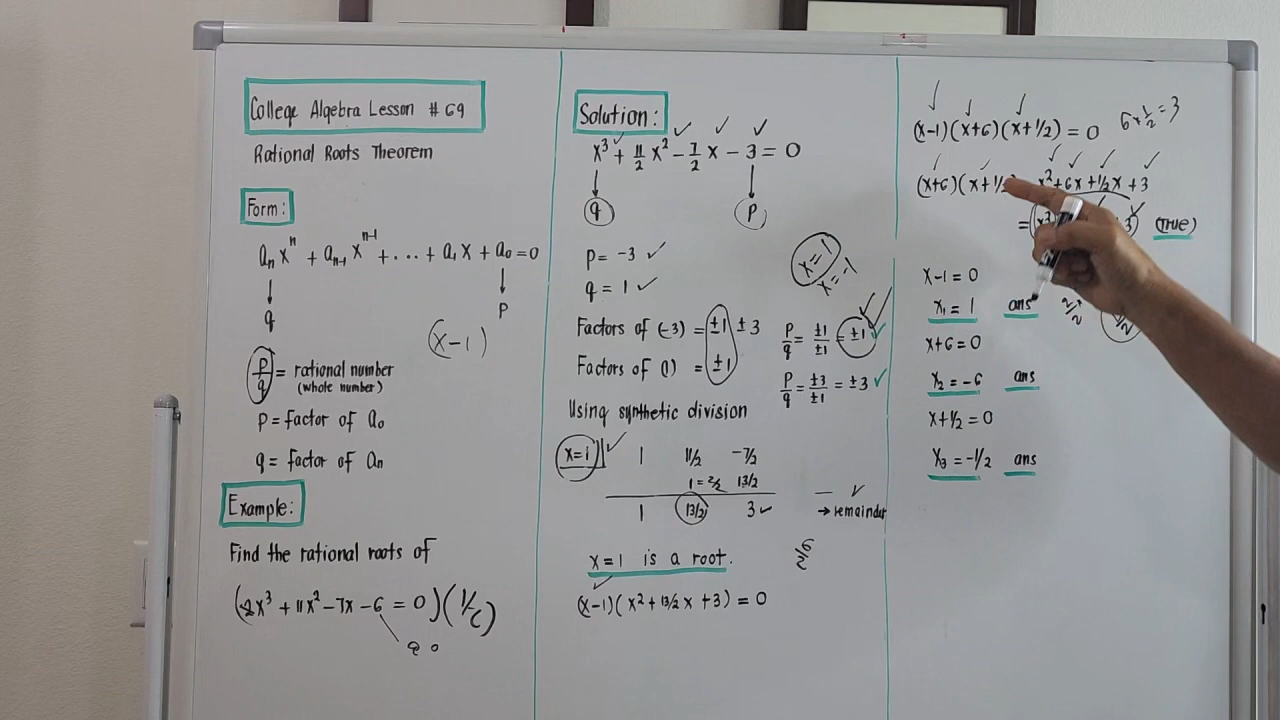 College Algebra Lesson # 69
Rational Roots Theorem
Form:
aₙxⁿ + aₙ₋₁xⁿ⁻¹ + ... + a₁x + a₀ = 0
q
p
(x-1)
p/q = rational number
(whole number)
p = factor of a₀
q = factor of aₙ
Example:
Find the rational roots of
(2x³ + 11x² - 7x - 6 = 0)
Solution:
x³ + 11/2 x² - 7/2 x - 3 = 0
q
p
p = -3
q = 1
x = 1
x = -1
Factors of (-3) = ±1 ±3
Factors of (1) = ±1
p/q = ±1/±1 = ±1
p/q = ±3/±1 = ±3
Using synthetic division
x=1 1 11/2 -7/2
1 = 2/2 13/2
1 13/2 3 → remainder
x = 1 is a root.
6/2
(x-1)(x² + 13/2 x + 3) = 0
(x-1)(x+6)(x+1/2) = 0
6 × 1/2 = 3
(x+6)(x+1/2) x² + 6x + 1/2x + 3
= (True)
x-1 = 0
x₁ = 1 ans
x+6 = 0
x₂ = -6 ans
x+1/2 = 0
x₃ = -1/2 ans